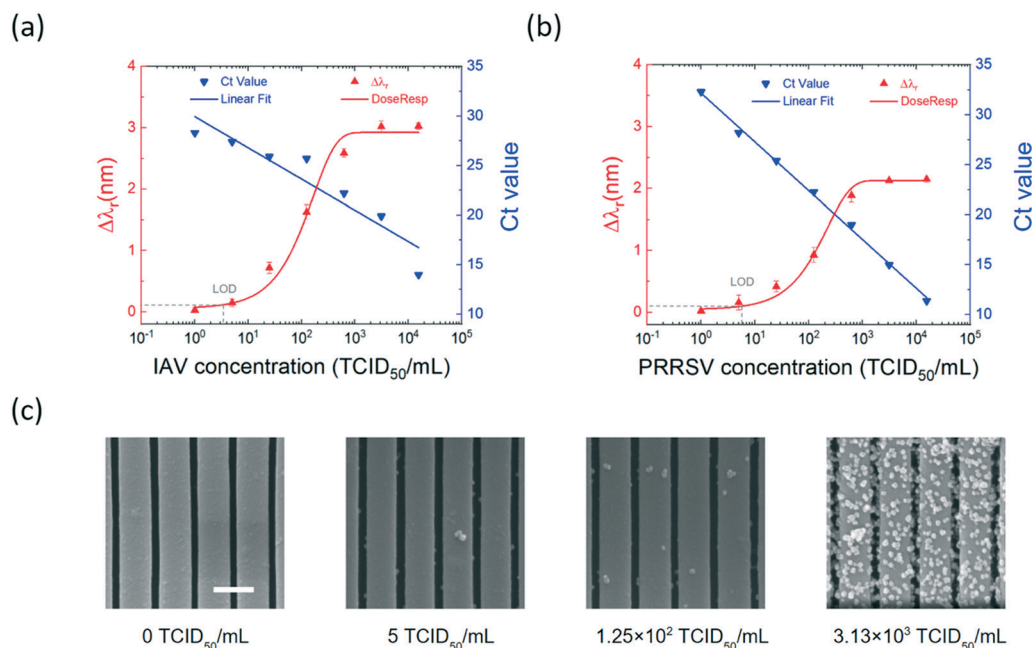 (a)
(b)
Ct Value Δλr
Linear Fit DoseResp
4
3
2
1
0
Δλr(nm)
35
30
25
20
15
10
Ct value
LOD
10-1 100 101 102 103 104 105
IAV concentration (TCID50/mL)
Ct Value Δλr
Linear Fit DoseResp
4
3
2
1
0
Δλr(nm)
35
30
25
20
15
10
Ct value
LOD
10-1 100 101 102 103 104 105
PRRSV concentration (TCID50/mL)
(c)
0 TCID50/mL 5 TCID50/mL 1.25×102 TCID50/mL 3.13×103 TCID50/mL